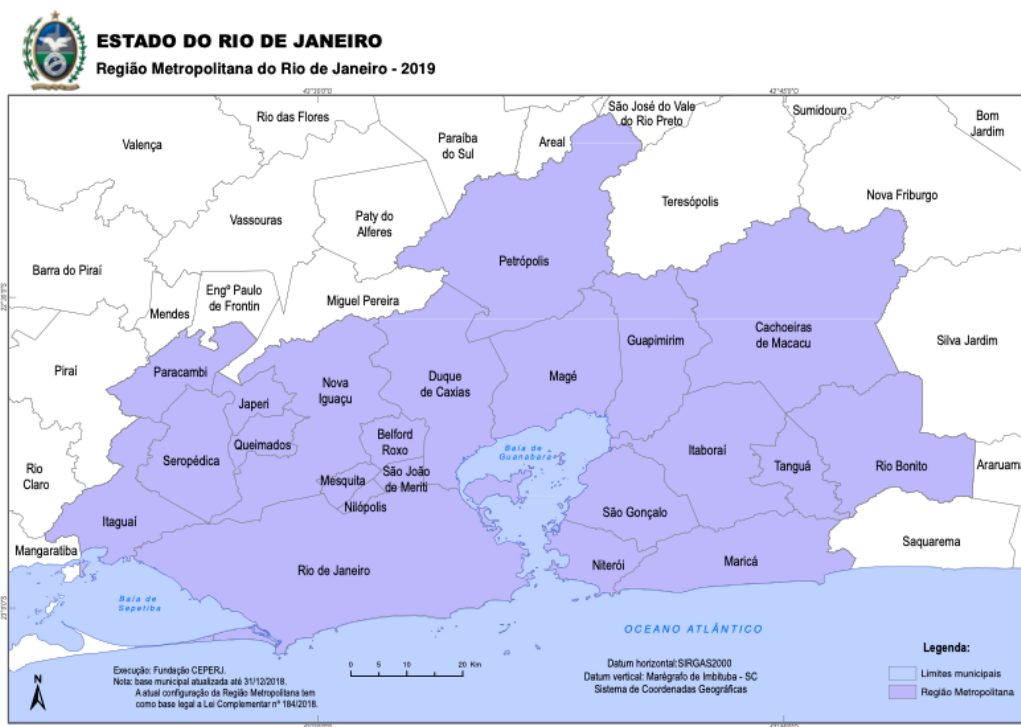 ESTADO DO RIO DE JANEIRO
Região Metropolitana do Rio de Janeiro - 2019
Rio das Flores
São José do Vale
do Rio Preto
Sumidouro
Bom
Jardim
Valença
Paraíba
do Sul
Areal
Teresópolis
Nova Friburgo
Vassouras
Paty do
Alferes
Petrópolis
Barra do Piraí
Engº Paulo
de Frontin
Mendes
Miguel Pereira
Cachoeiras
de Macacu
Guapimirim
Silva Jardim
Piraí
Paracambi
Nova
Iguaçu
Duque
de Caxias
Magé
Japeri
Queimados
Belford
Roxo
Baía de
Guanabara
Itaboraí
Seropédica
Tanguá
Rio Bonito
Araruama
Rio
Claro
Mesquita
São João
de Meriti
Nilópolis
São Gonçalo
Itaguaí
Mangaratiba
Saquarema
Rio de Janeiro
Niterói
Maricá
Baía de
Sepetiba
OCEANO ATLÂNTICO
Legenda:
Limites municipais
Região Metropolitana
N
Execução: Fundação CEPERJ.
Nota: base municipal atualizada até 31/12/2018.
A atual configuração da Região Metropolitana tem
como base legal a Lei Complementar nº 184/2018.
0 5 10 20 Km
Datum horizontal:SIRGAS2000
Datum vertical: Marégrafo de Imbituba - SC
Sistema de Coordenadas Geográficas